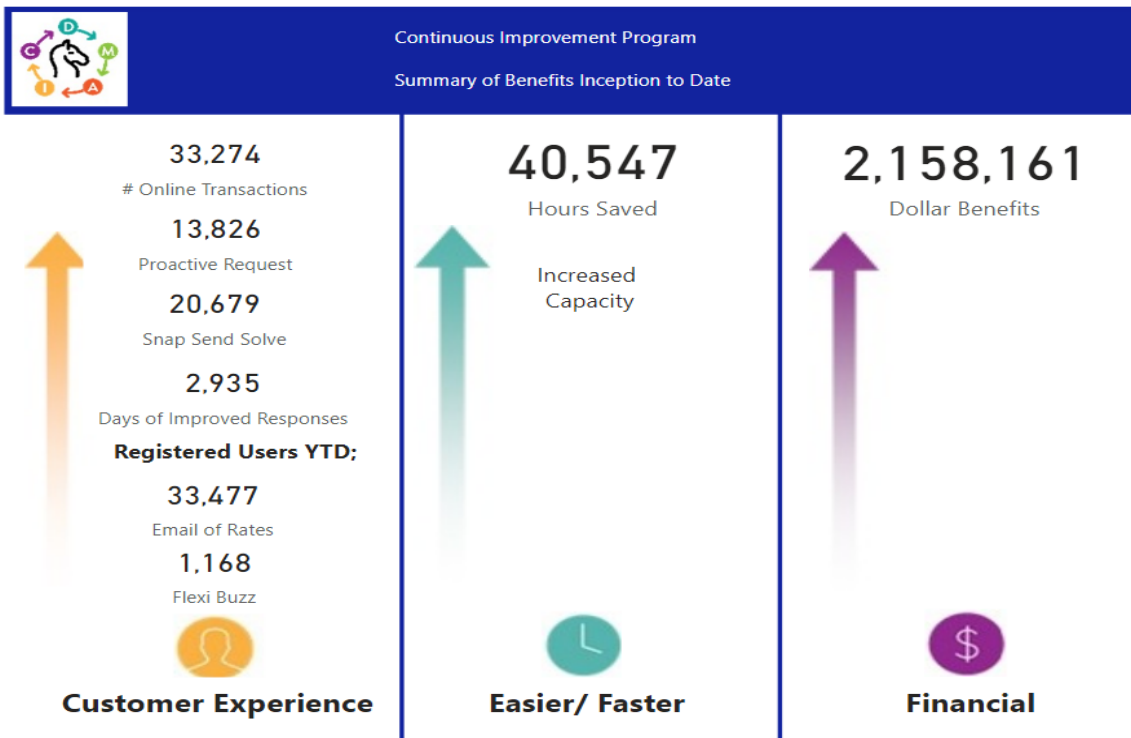 D
C
M
I
A
Continuous Improvement Program
Summary of Benefits Inception to Date
33,274
# Online Transactions
13,826
Proactive Request
20,679
Snap Send Solve
2,935
Days of Improved Responses
Registered Users YTD;
33,477
Email of Rates
1,168
Flexi Buzz
Customer Experience
40,547
Hours Saved
Increased
Capacity
Easier/ Faster
2,158,161
Dollar Benefits
$
Financial